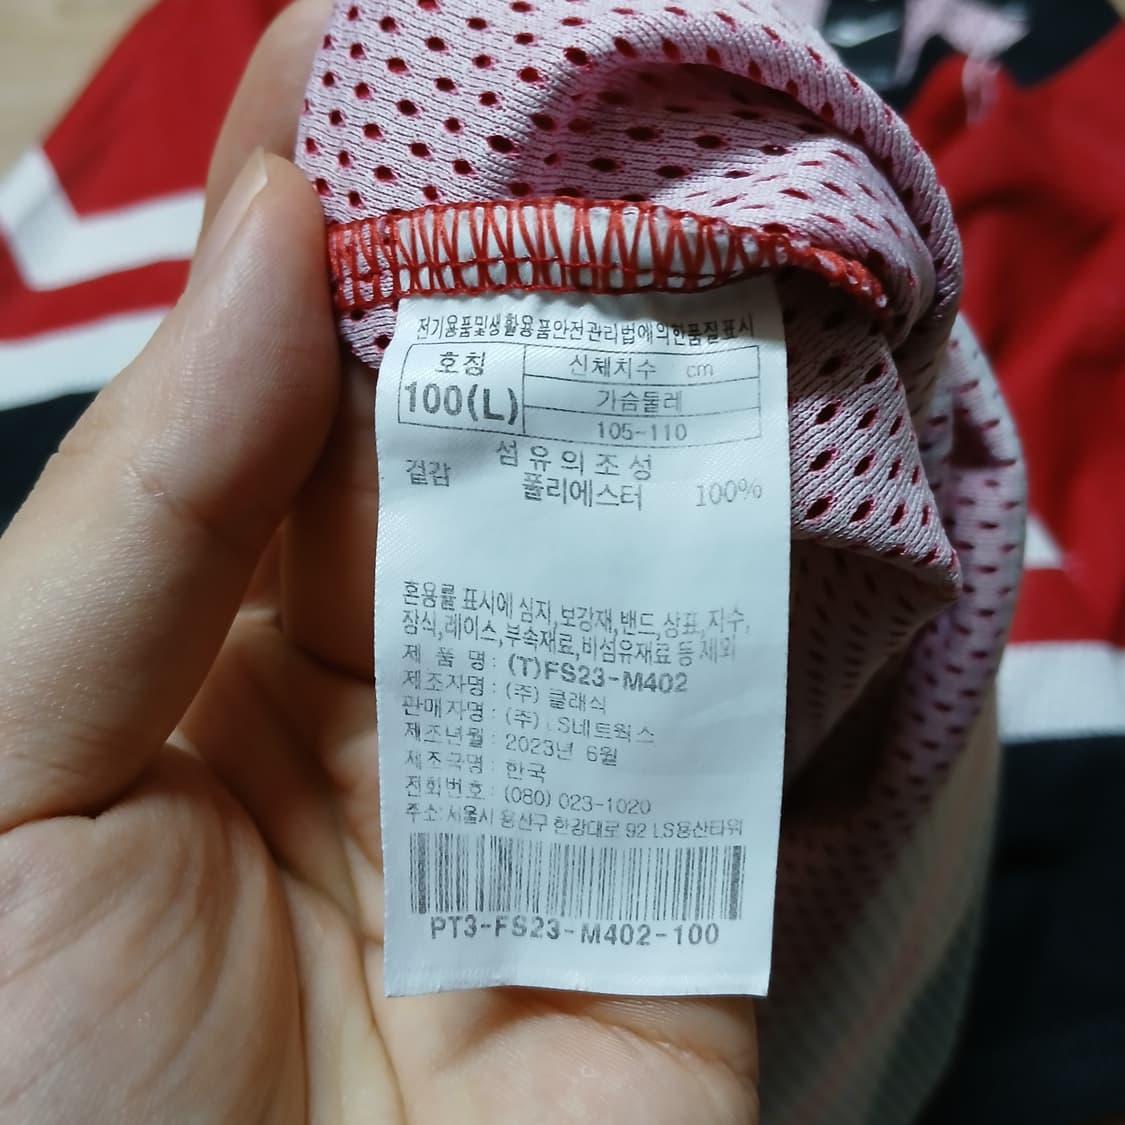 전기용품및생활용품안전관리법에의한품질표시
호칭
100(L)
신체치수 cm
가슴둘레
105-110
섬유의조성
겉감 폴리에스터 100%
혼용률 표시에 심지,보강재,밴드,상표,자수,
장식,레이스,부속재료,비섬유재료 등 제외
제 품 명 : (T)FS23-M402
제조자명 : (주) 클래식
판매자명 : (주) LS네트웍스
제조년월 : 2023년 6월
제조국명 : 한국
전화번호 : (080) 023-1020
주소: 서울시 용산구 한강대로 92 LS용산타워
PT3-FS23-M402-100